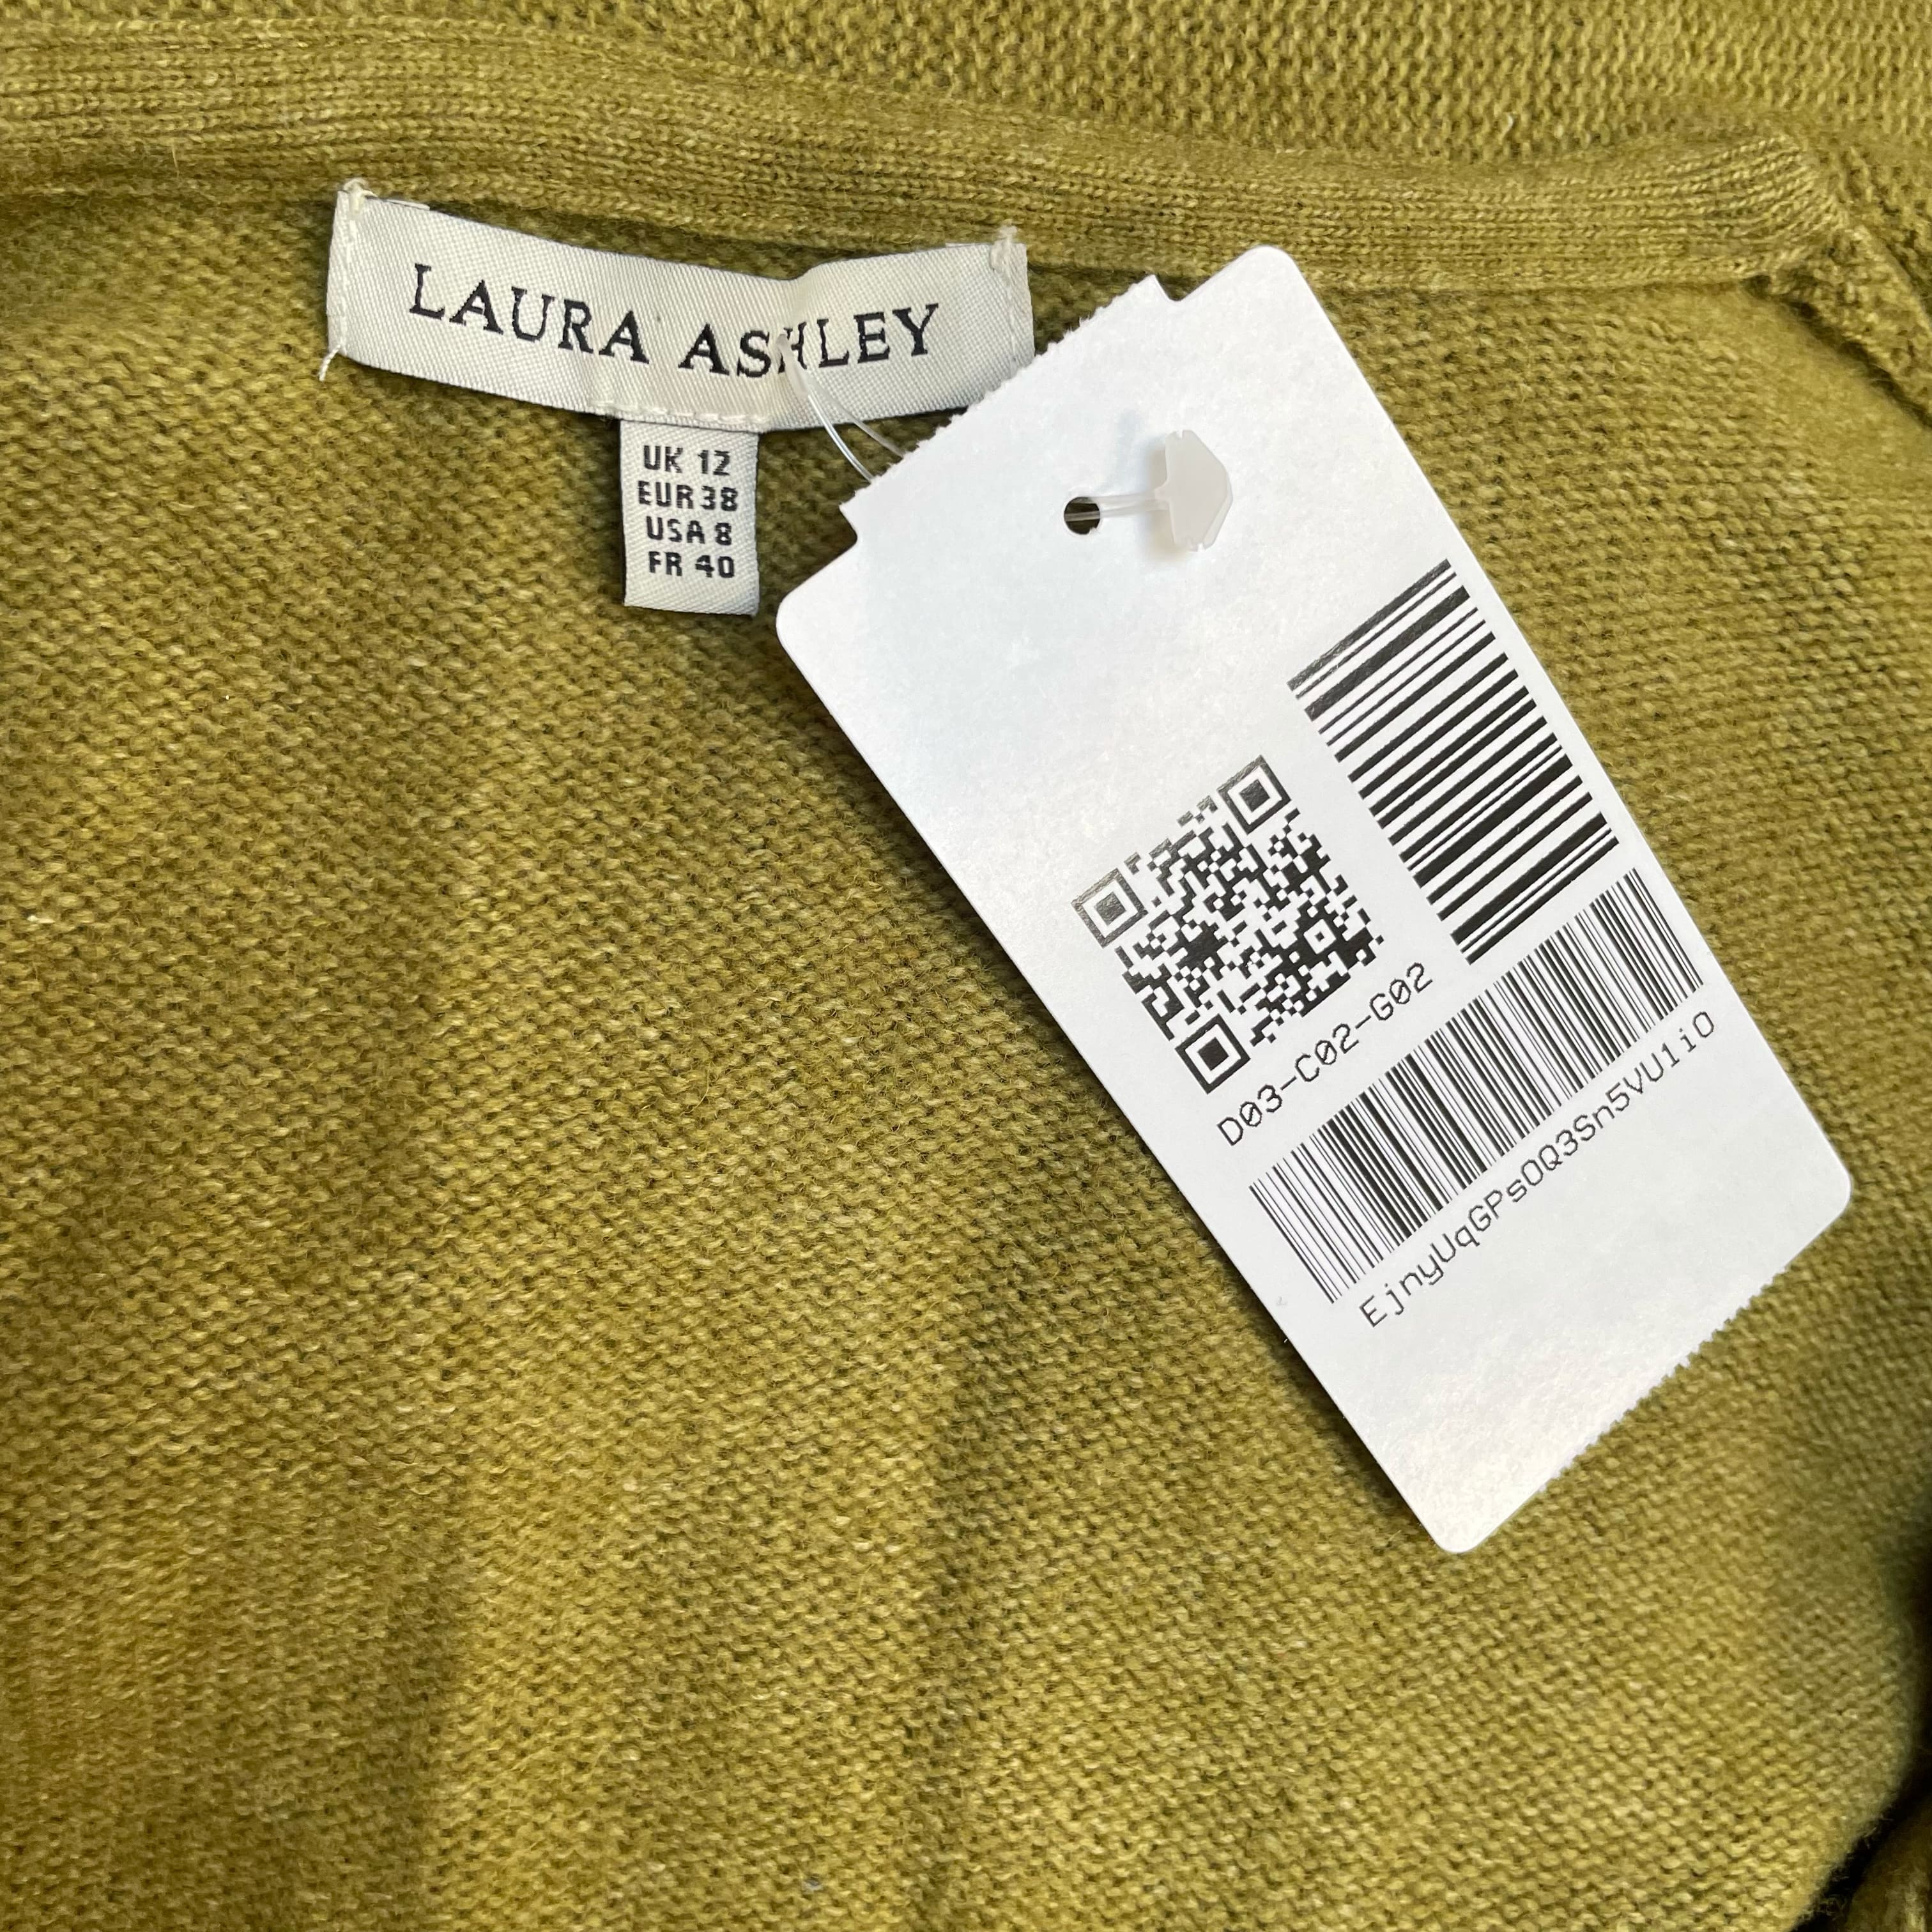 LAURA ASHLEY
UK 12
EUR 38
USA 8
FR 40
D03-C02-G02
EjnyUqGPsOQ3Sn5VU1iO